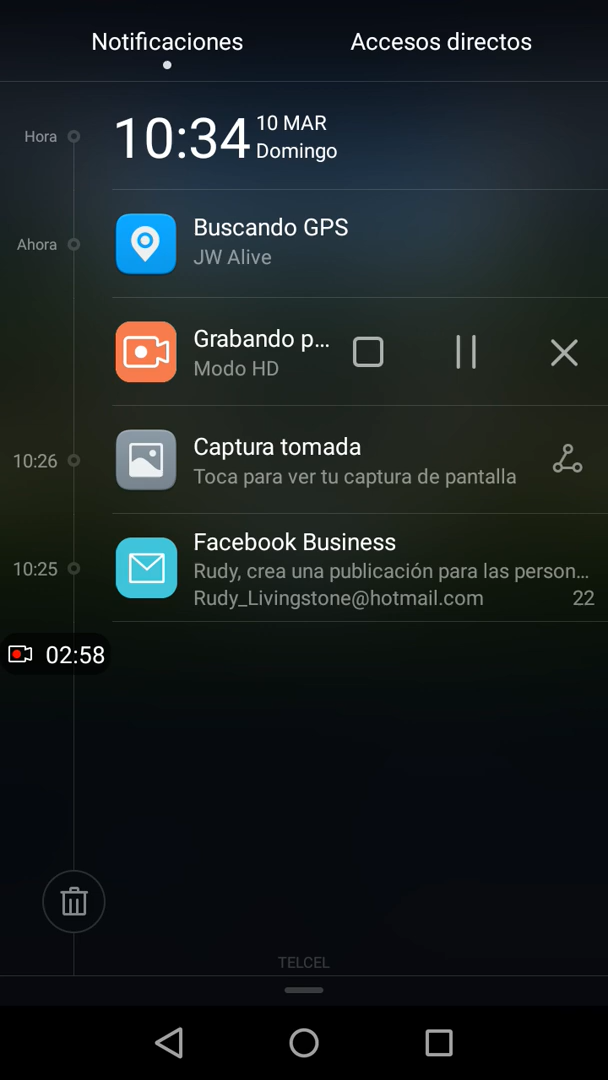 Notificaciones
Accesos directos
Hora
10:34
10 MAR
Domingo
Ahora
Buscando GPS
JW Alive
Grabando p...
Modo HD
10:26
Captura tomada
Toca para ver tu captura de pantalla
10:25
Facebook Business
Rudy, crea una publicación para las person...
Rudy_Livingstone@hotmail.com 22
02:58
TELCEL